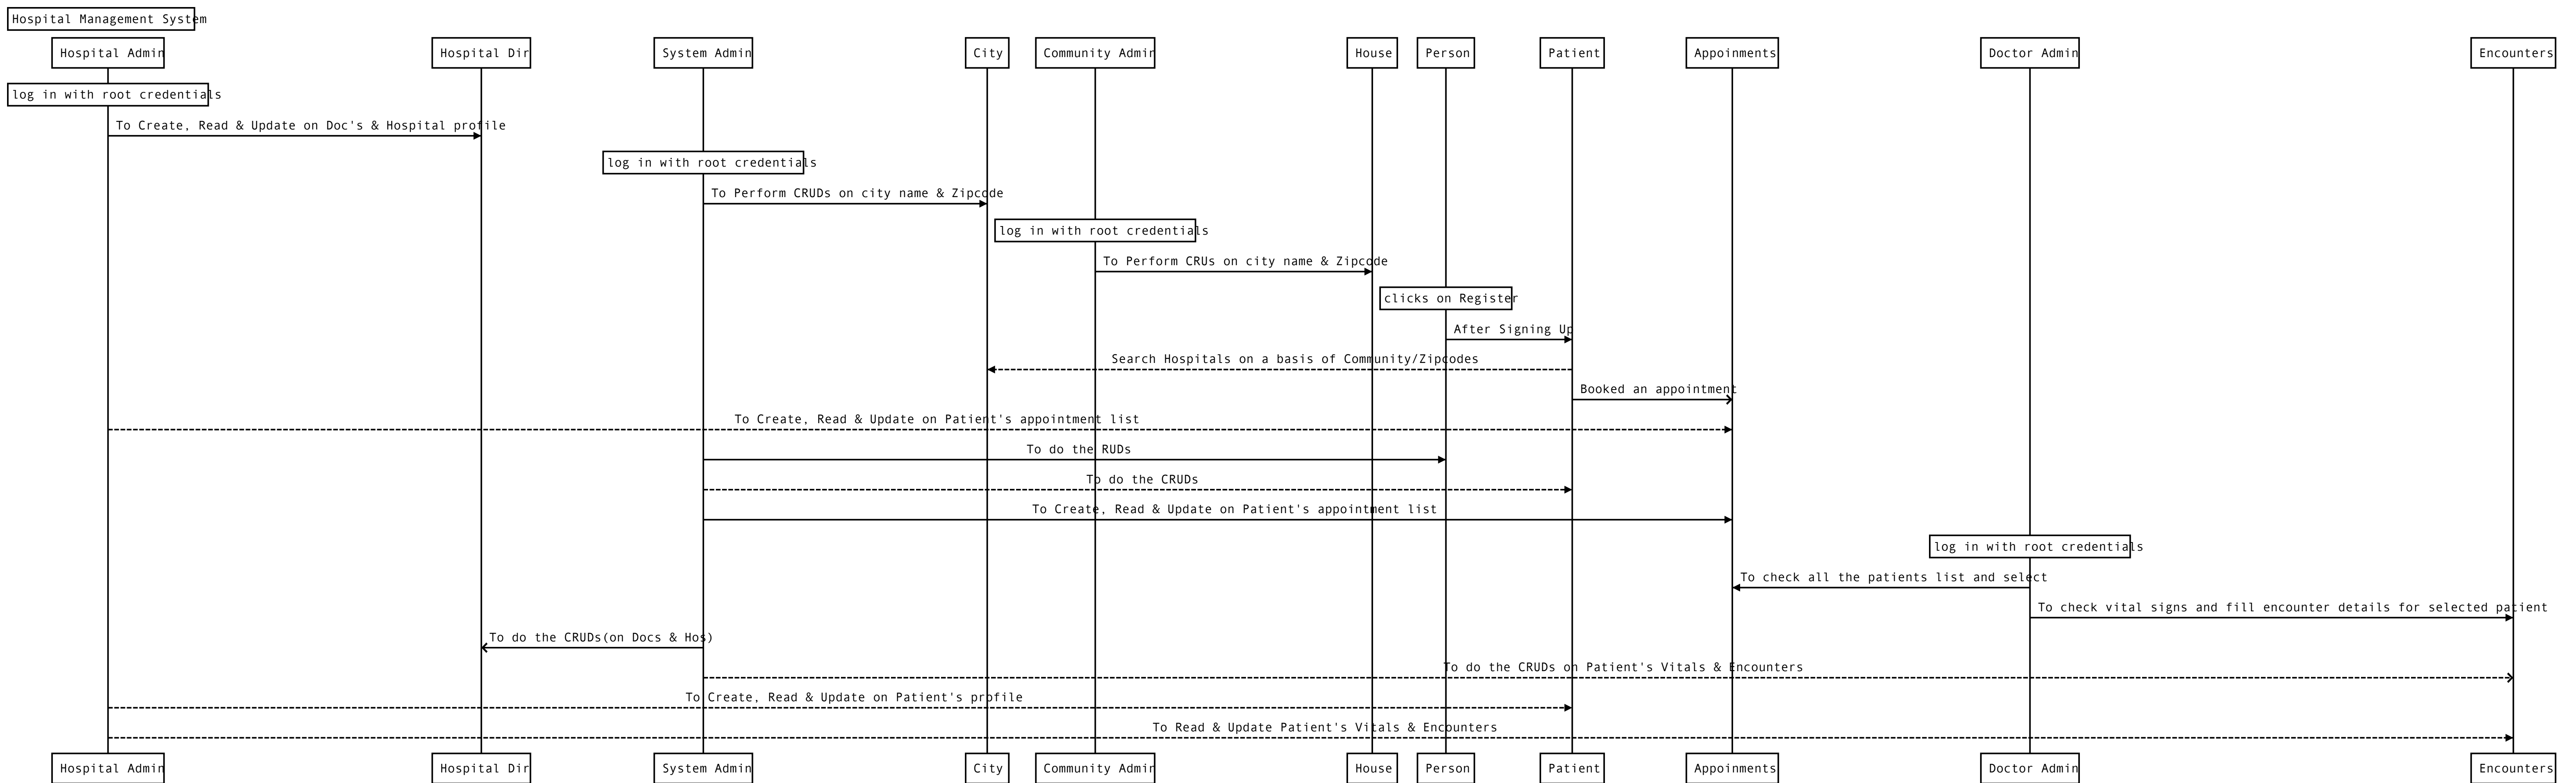 Hospital Management System
Hospital Admin
Hospital Dir
System Admin
City
Community Admin
House
Person
Patient
Appoinments
Doctor Admin
Encounters
log in with root credentials
To Create, Read & Update on Doc's & Hospital profile
log in with root credentials
To Perform CRUDs on city name & Zipcode
log in with root credentials
To Perform CRUs on city name & Zipcode
clicks on Register
After Signing Up
Search Hospitals on a basis of Community/Zipcodes
Booked an appointment
To Create, Read & Update on Patient's appointment list
To do the RUDs
To do the CRUDs
To Create, Read & Update on Patient's appointment list
log in with root credentials
To check all the patients list and select
To check vital signs and fill encounter details for selected patient
To do the CRUDs(on Docs & Hos)
To do the CRUDs on Patient's Vitals & Encounters
To Create, Read & Update on Patient's profile
To Read & Update Patient's Vitals & Encounters
Hospital Admin
Hospital Dir
System Admin
City
Community Admin
House
Person
Patient
Appoinments
Doctor Admin
Encounters